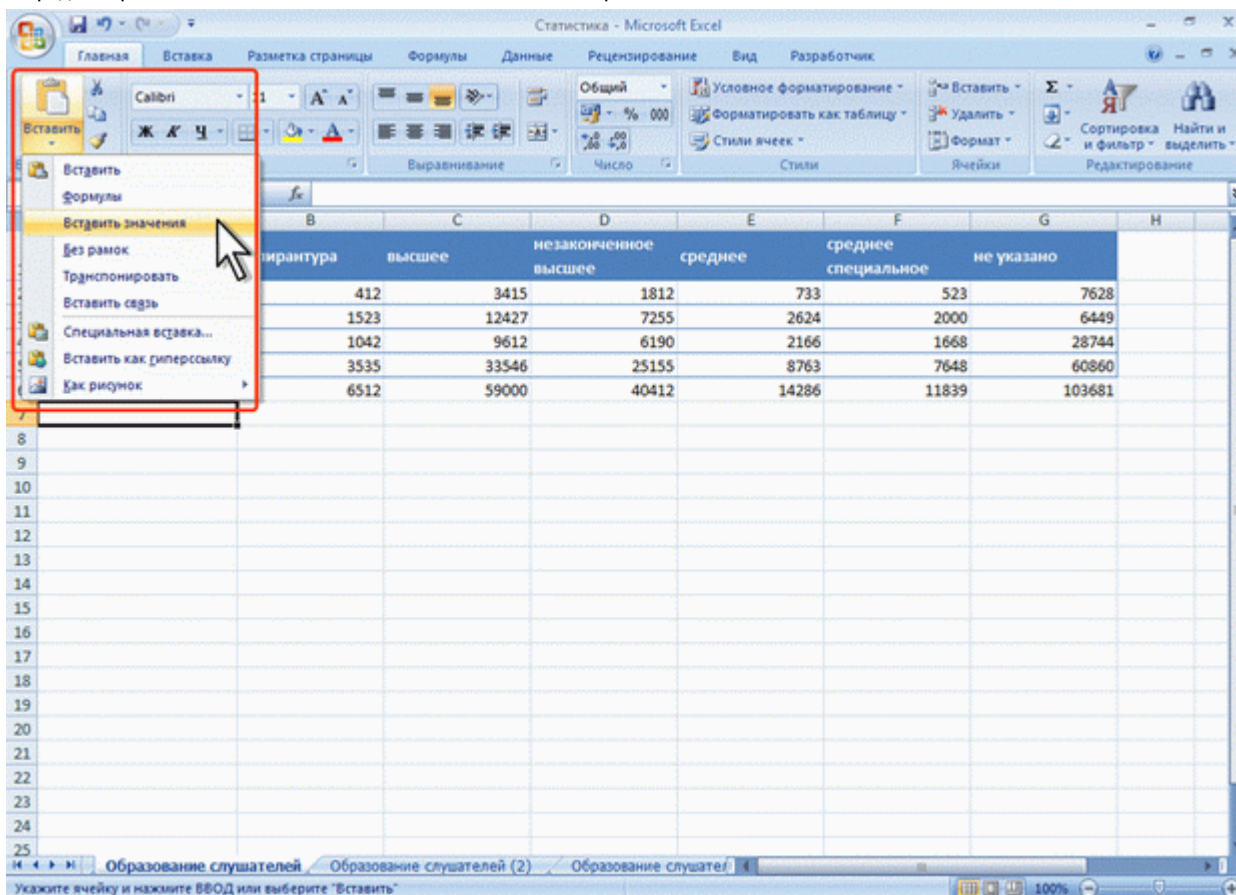 Статистика - Microsoft Excel
Главная Вставка Разметка страницы Формулы Данные Рецензирование Вид Разработчик
Вставить
Calibri 11
Ж К Ч
Общий
% 000
Условное форматирование
Форматировать как таблицу
Стили ячеек
Вставить
Удалить
Формат
Σ
Сортировка и фильтр
Найти и выделить
Выравнивание Число Стили Ячейки Редактирование
Вставить
Формулы
Вставить значения
Без рамок
Транспонировать
Вставить связь
Специальная вставка...
Вставить как гиперссылку
Как рисунок
fx
B C D E F G H
высшее незаконченное высшее среднее среднее специальное не указано
412 3415 1812 733 523 7628
1523 12427 7255 2624 2000 6449
1042 9612 6190 2166 1668 28744
3535 33546 25155 8763 7648 60860
6512 59000 40412 14286 11839 103681
7
8
9
10
11
12
13
14
15
16
17
18
19
20
21
22
23
24
25
Образование слушателей Образование слушателей (2) Образование слушател
Укажите ячейку и нажмите ВВОД или выберите "Вставить"
100%